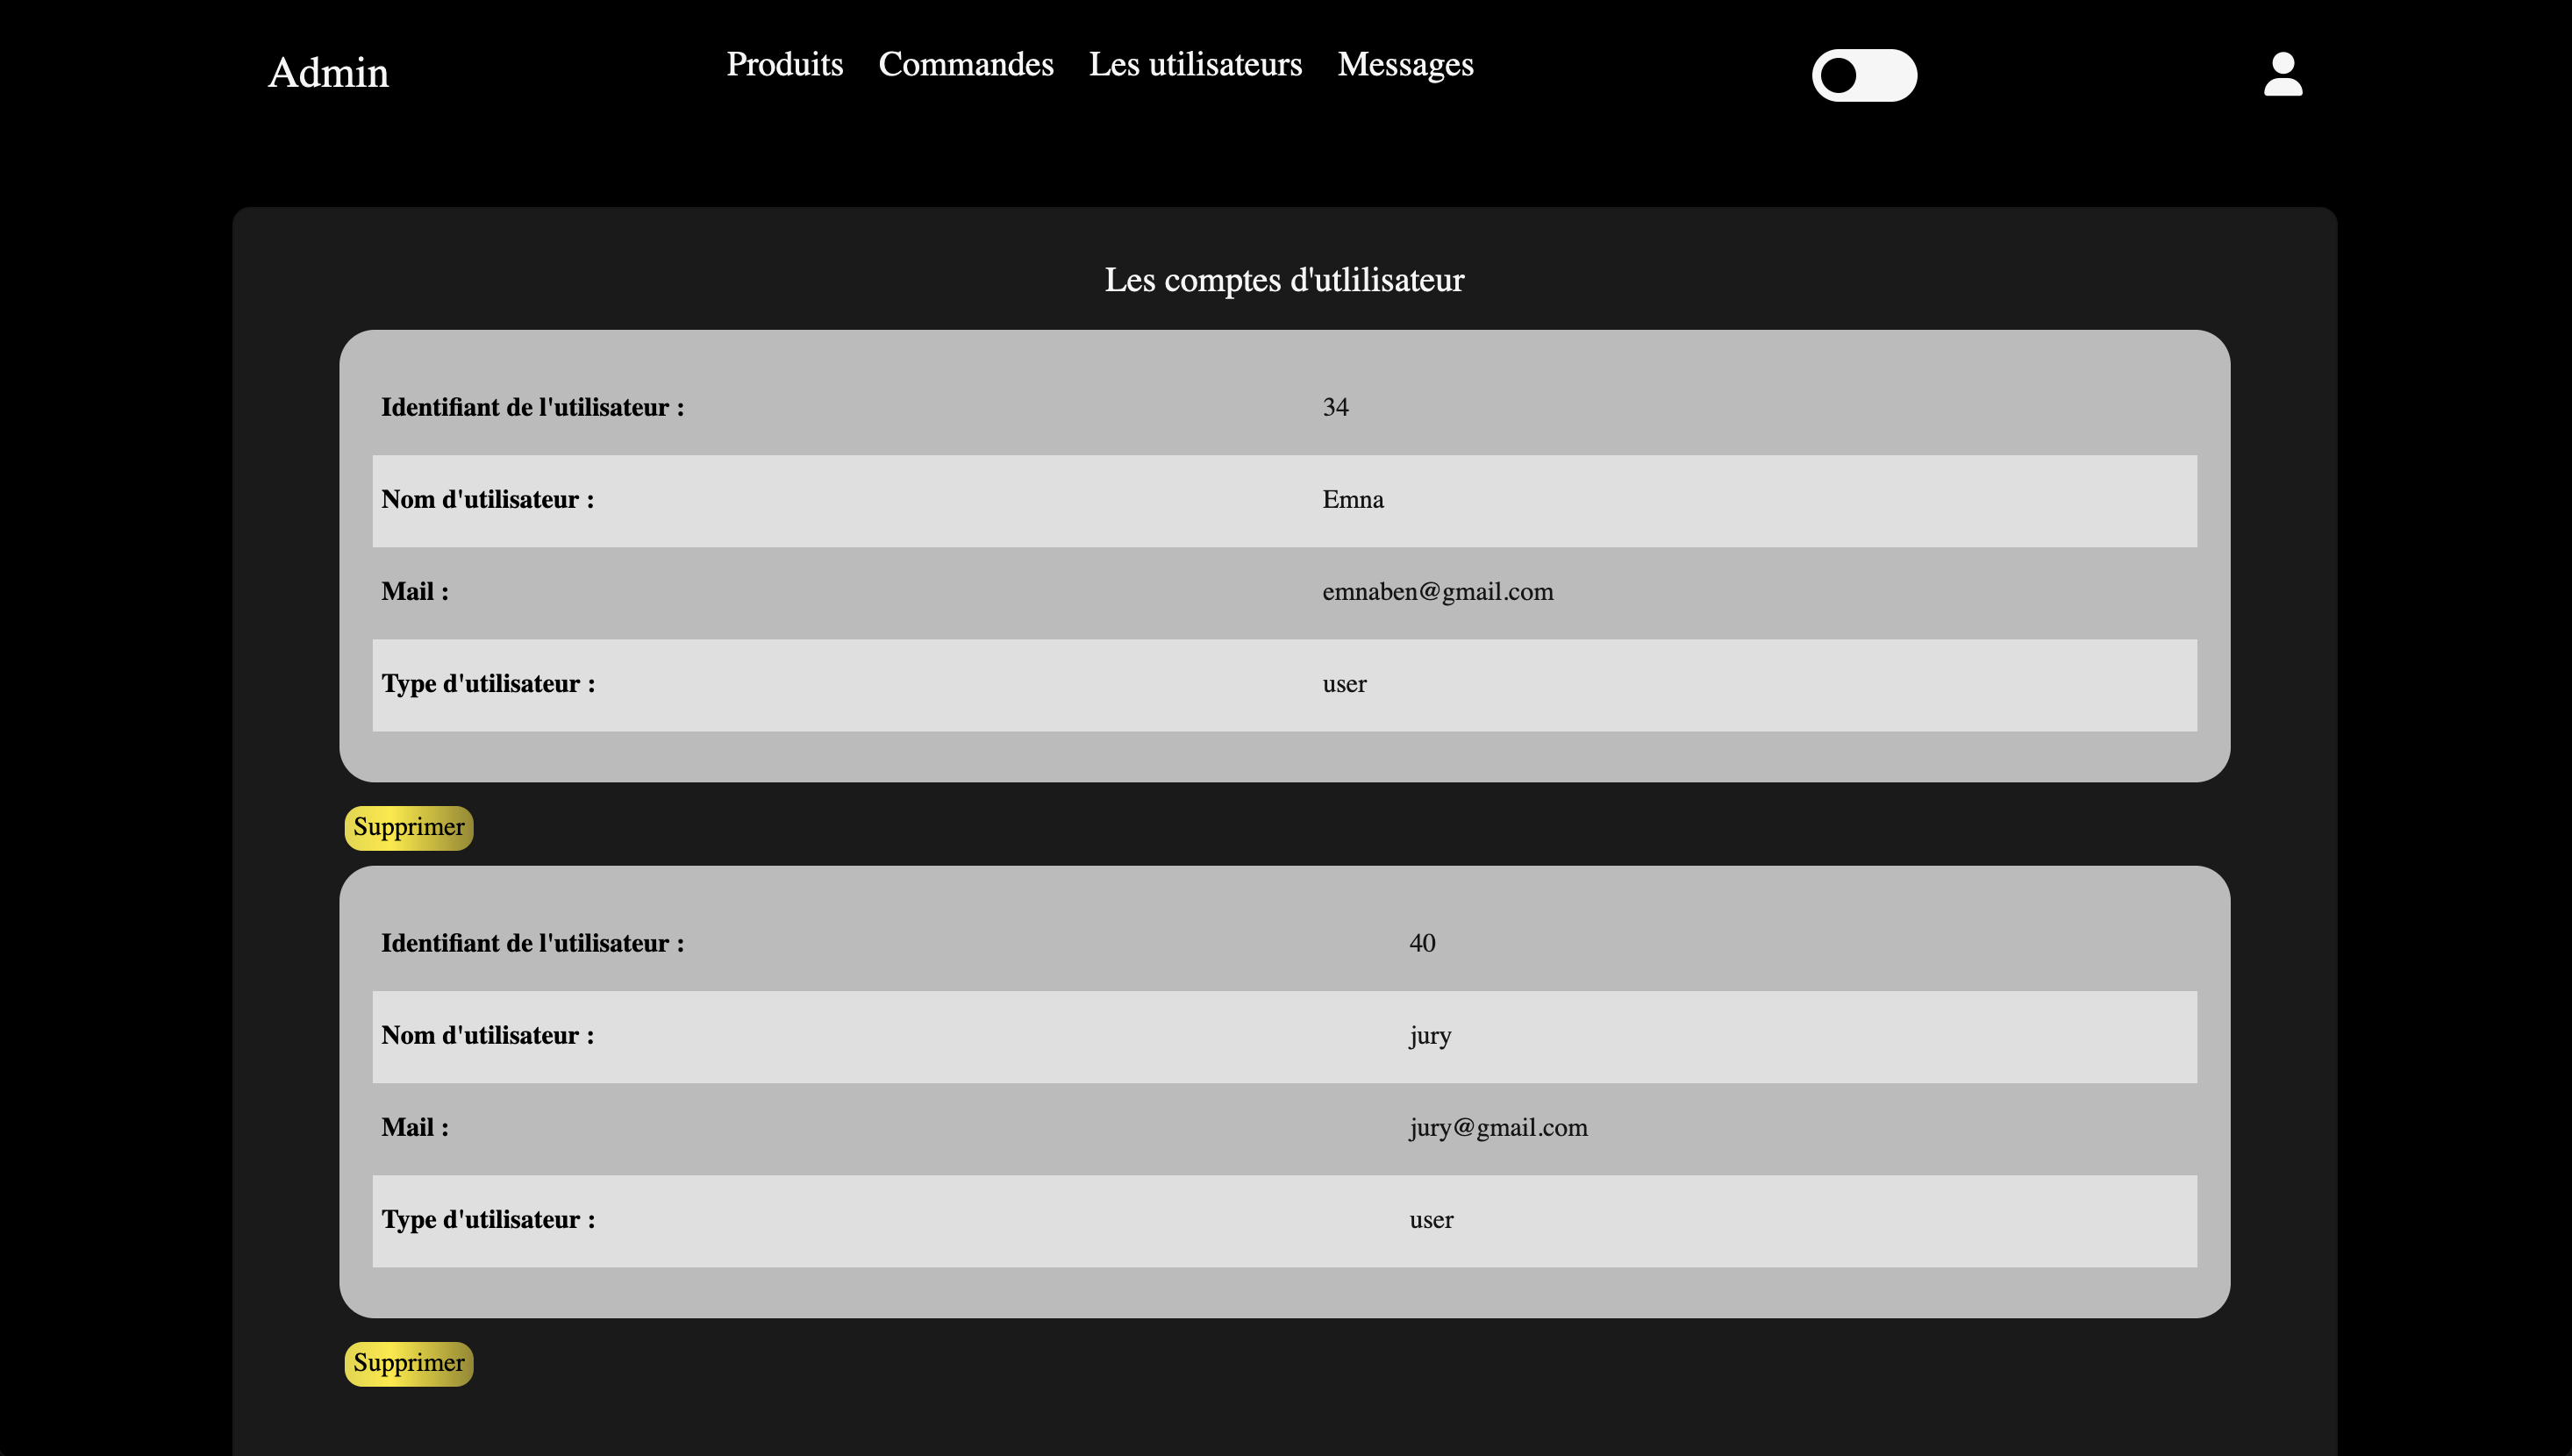 Admin
Produits Commandes Les utilisateurs Messages
Les comptes d'utlilisateur
Identifiant de l'utilisateur : 34
Nom d'utilisateur : Emna
Mail : emnaben@gmail.com
Type d'utilisateur : user
Supprimer
Identifiant de l'utilisateur : 40
Nom d'utilisateur : jury
Mail : jury@gmail.com
Type d'utilisateur : user
Supprimer